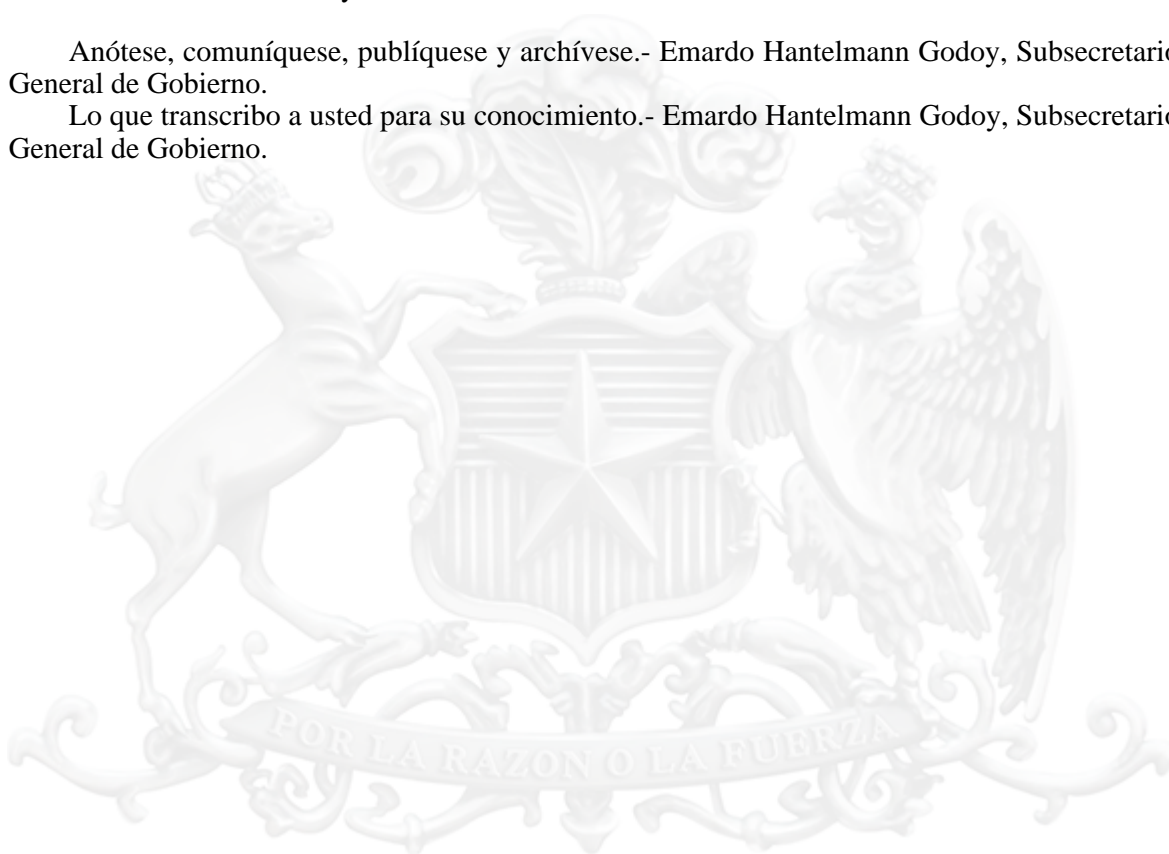 Anótese, comuníquese, publíquese y archívese.- Emardo Hantelmann Godoy, Subsecretario
General de Gobierno.
Lo que transcribo a usted para su conocimiento.- Emardo Hantelmann Godoy, Subsecretario
General de Gobierno.
POR LA RAZON O LA FUERZA